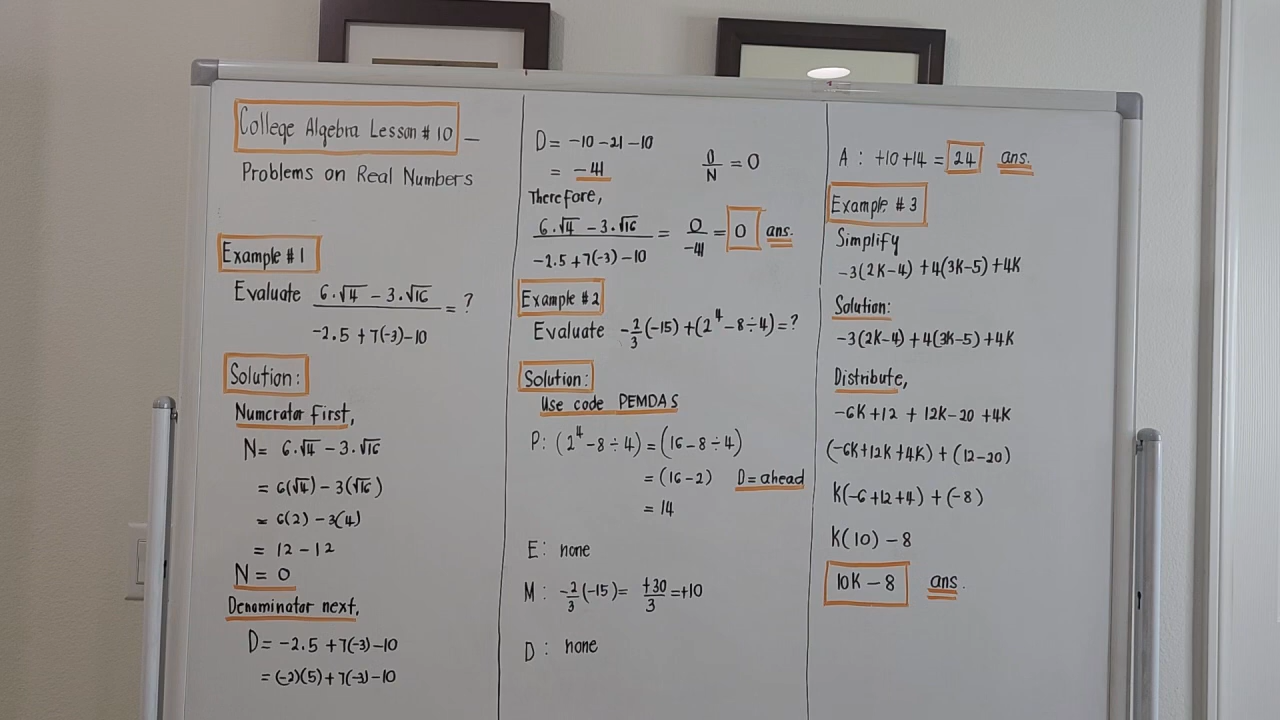 College Algebra Lesson # 10 —
Problems on Real Numbers
Example # 1
Evaluate (6·√4 − 3·√16)/(−2.5 + 7(−3)−10) = ?
Solution:
Numerator First,
N= 6·√4 − 3·√16
= 6(√4) − 3(√16)
= 6(2) − 3(4)
= 12 − 12
N = 0
Denominator next,
D= −2.5 +7(−3)−10
= (−2)(5)+7(−3)−10
D= −10 −21 −10
= −41
0/N = 0
Therefore,
(6·√4 − 3·√16)/(−2.5 + 7(−3) −10) = 0/−41 = 0 ans.
Example # 2
Evaluate −2/3(−15) +(2⁴ −8÷4)=?
Solution:
Use code PEMDAS
P: (2⁴ −8 ÷ 4) = (16 −8 ÷4)
= (16 −2) D= ahead
= 14
E: none
M: −2/3(−15)= +30/3 =+10
D: none
A: +10 +14 = 24 ans.
Example # 3
Simplify
−3(2K−4) +4(3K−5) +4K
Solution:
−3(2K−4) +4(3K−5) +4K
Distribute,
−6K +12 + 12K−20 +4K
(−6K+12K+4K) + (12−20)
K(−6+12+4) + (−8)
K(10) −8
10K − 8 ans.